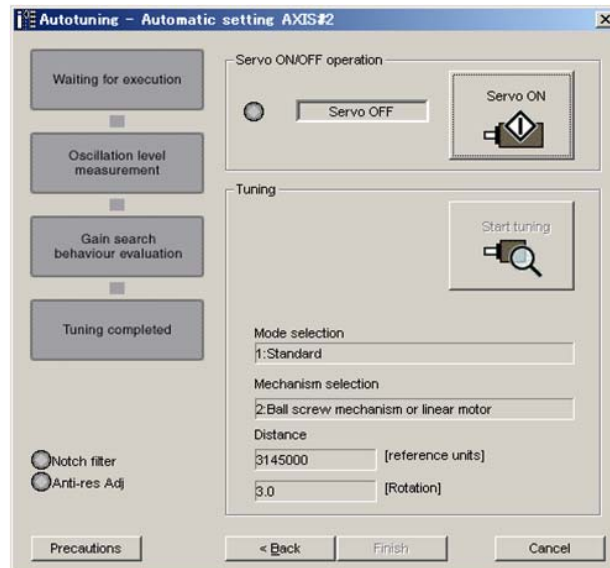 Autotuning - Automatic setting AXIS#2
Waiting for execution
Oscillation level
measurement
Gain search
behaviour evaluation
Tuning completed
Notch filter
Anti-res Adj
Servo ON/OFF operation
Servo OFF
Servo ON
Tuning
Start tuning
Mode selection
1:Standard
Mechanism selection
2:Ball screw mechanism or linear motor
Distance
3145000 [reference units]
3.0 [Rotation]
Precautions
< Back
Finish
Cancel